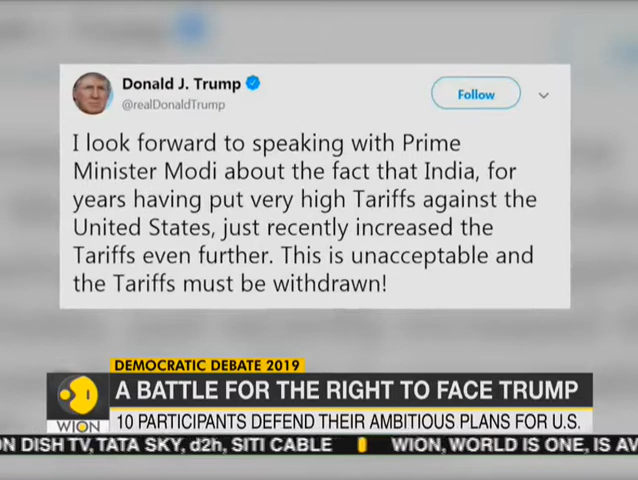 Donald J. Trump
@realDonaldTrump
Follow
I look forward to speaking with Prime
Minister Modi about the fact that India, for
years having put very high Tariffs against the
United States, just recently increased the
Tariffs even further. This is unacceptable and
the Tariffs must be withdrawn!
DEMOCRATIC DEBATE 2019
A BATTLE FOR THE RIGHT TO FACE TRUMP
WION
10 PARTICIPANTS DEFEND THEIR AMBITIOUS PLANS FOR U.S.
N DISH TV, TATA SKY, d2h, SITI CABLE WION, WORLD IS ONE, IS AV